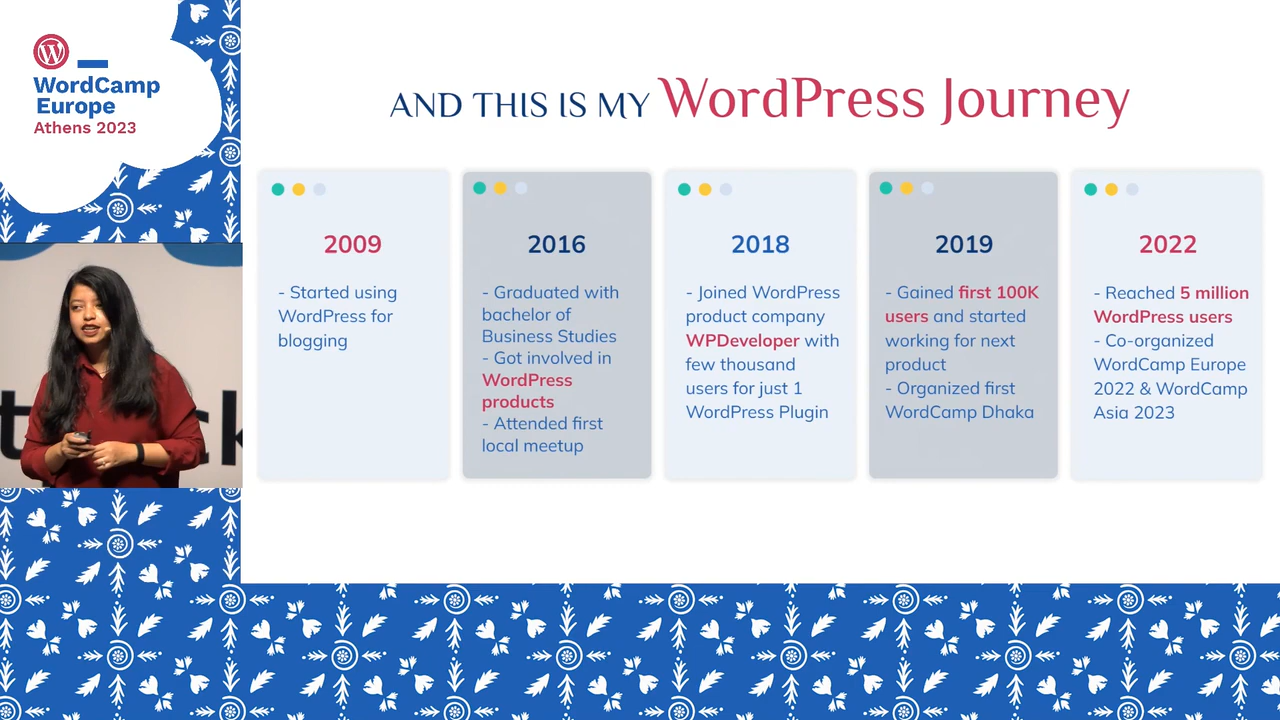 WordCamp
Europe
Athens 2023
AND THIS IS MY WordPress Journey
2009
- Started using
WordPress for
blogging
2016
- Graduated with
bachelor of
Business Studies
- Got involved in
WordPress
products
- Attended first
local meetup
2018
- Joined WordPress
product company
WPDeveloper with
few thousand
users for just 1
WordPress Plugin
2019
- Gained first 100K
users and started
working for next
product
- Organized first
WordCamp Dhaka
2022
- Reached 5 million
WordPress users
- Co-organized
WordCamp Europe
2022 & WordCamp
Asia 2023